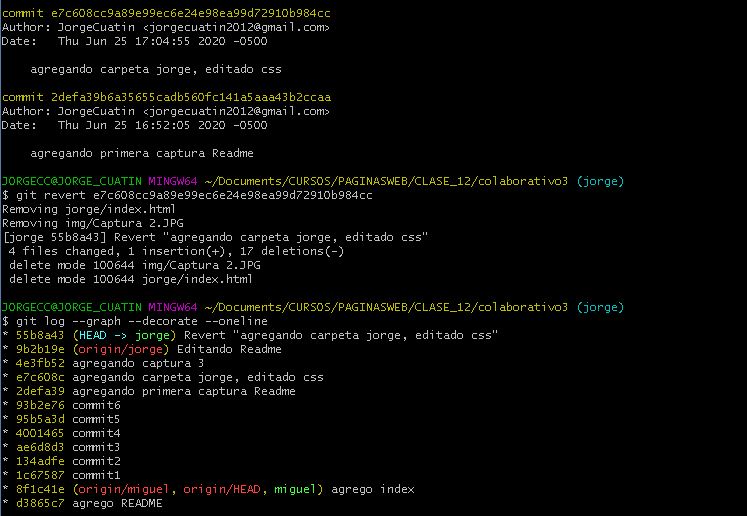 commit e7c608cc9a89e99ec6e24e98ea99d72910b984cc
Author: JorgeCuatin <jorgecuatin2012@gmail.com>
Date:   Thu Jun 25 17:04:55 2020 -0500
    agregando carpeta jorge, editado css
commit 2defa39b6a35655cadb560fc141a5aaa43b2ccaa
Author: JorgeCuatin <jorgecuatin2012@gmail.com>
Date:   Thu Jun 25 16:52:05 2020 -0500
    agregando primera captura Readme
JORGECC@JORGE_CUATIN MINGW64 ~/Documents/CURSOS/PAGINASWEB/CLASE_12/colaborativo3 (jorge)
$ git revert e7c608cc9a89e99ec6e24e98ea99d72910b984cc
Removing jorge/index.html
Removing img/Captura 2.JPG
[jorge 55b8a43] Revert "agregando carpeta jorge, editado css"
 4 files changed, 1 insertion(+), 17 deletions(-)
 delete mode 100644 img/Captura 2.JPG
 delete mode 100644 jorge/index.html
JORGECC@JORGE_CUATIN MINGW64 ~/Documents/CURSOS/PAGINASWEB/CLASE_12/colaborativo3 (jorge)
$ git log --graph --decorate --oneline
* 55b8a43 (HEAD -> jorge) Revert "agregando carpeta jorge, editado css"
* 9b2b19e (origin/jorge) Editando Readme
* 4e3fb52 agregando captura 3
* e7c608c agregando carpeta jorge, editado css
* 2defa39 agregando primera captura Readme
* 93b2e76 commit6
* 95b5a3d commit5
* 4001465 commit4
* ae6d8d3 commit3
* 134adfe commit2
* 1c67587 commit1
* 8f1c41e (origin/miguel, origin/HEAD, miguel) agrego index
* d3865c7 agrego README